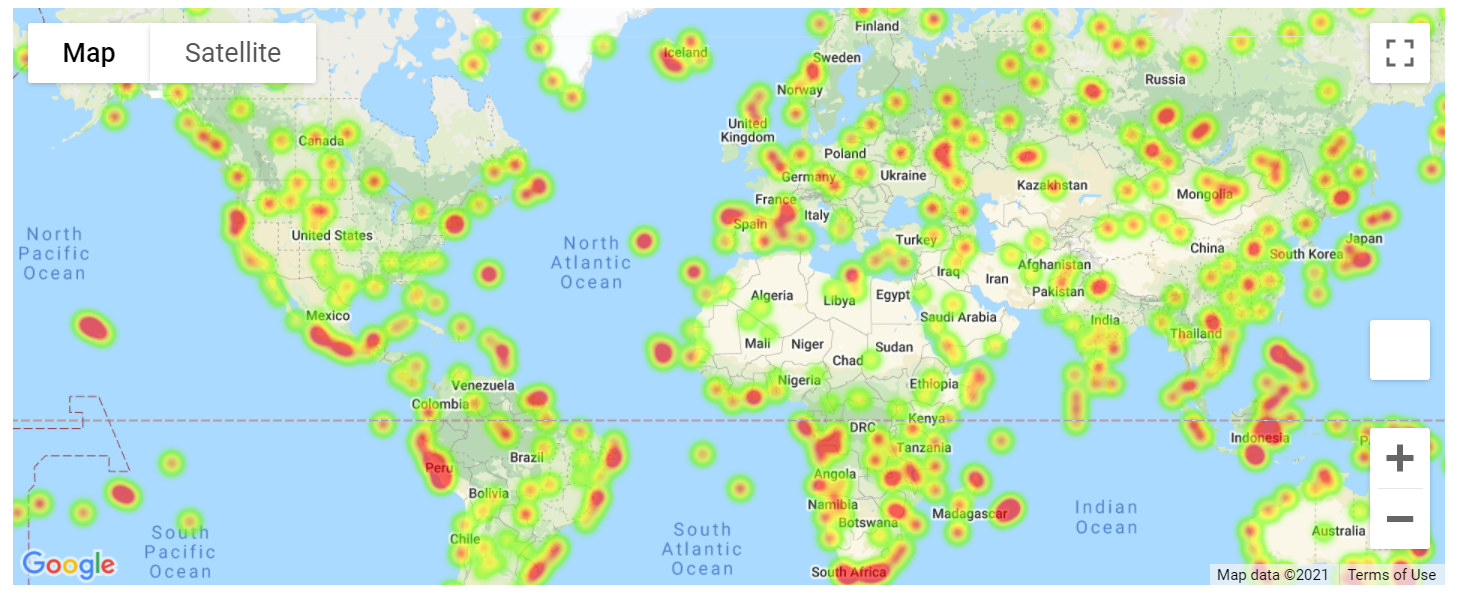 Map
Satellite
Iceland
Finland
Sweden
Norway
Russia
United
Kingdom
Canada
Poland
Germany
Ukraine
Kazakhstan
Mongolia
France
Italy
Spain
North
Pacific
Ocean
United States
North
Atlantic
Ocean
Turkey
China
South Korea
Japan
Iraq
Iran
Afghanistan
Pakistan
Algeria
Libya
Egypt
Saudi Arabia
India
Mexico
Mali
Niger
Chad
Sudan
Thailand
Venezuela
Colombia
Nigeria
Ethiopia
Kenya
DRC
Tanzania
Indonesia
Peru
Brazil
Angola
Bolivia
Namibia
Botswana
Madagascar
Indian
Ocean
Chile
South
Pacific
Ocean
South
Atlantic
Ocean
South Africa
Australia
Google
Map data ©2021
Terms of Use